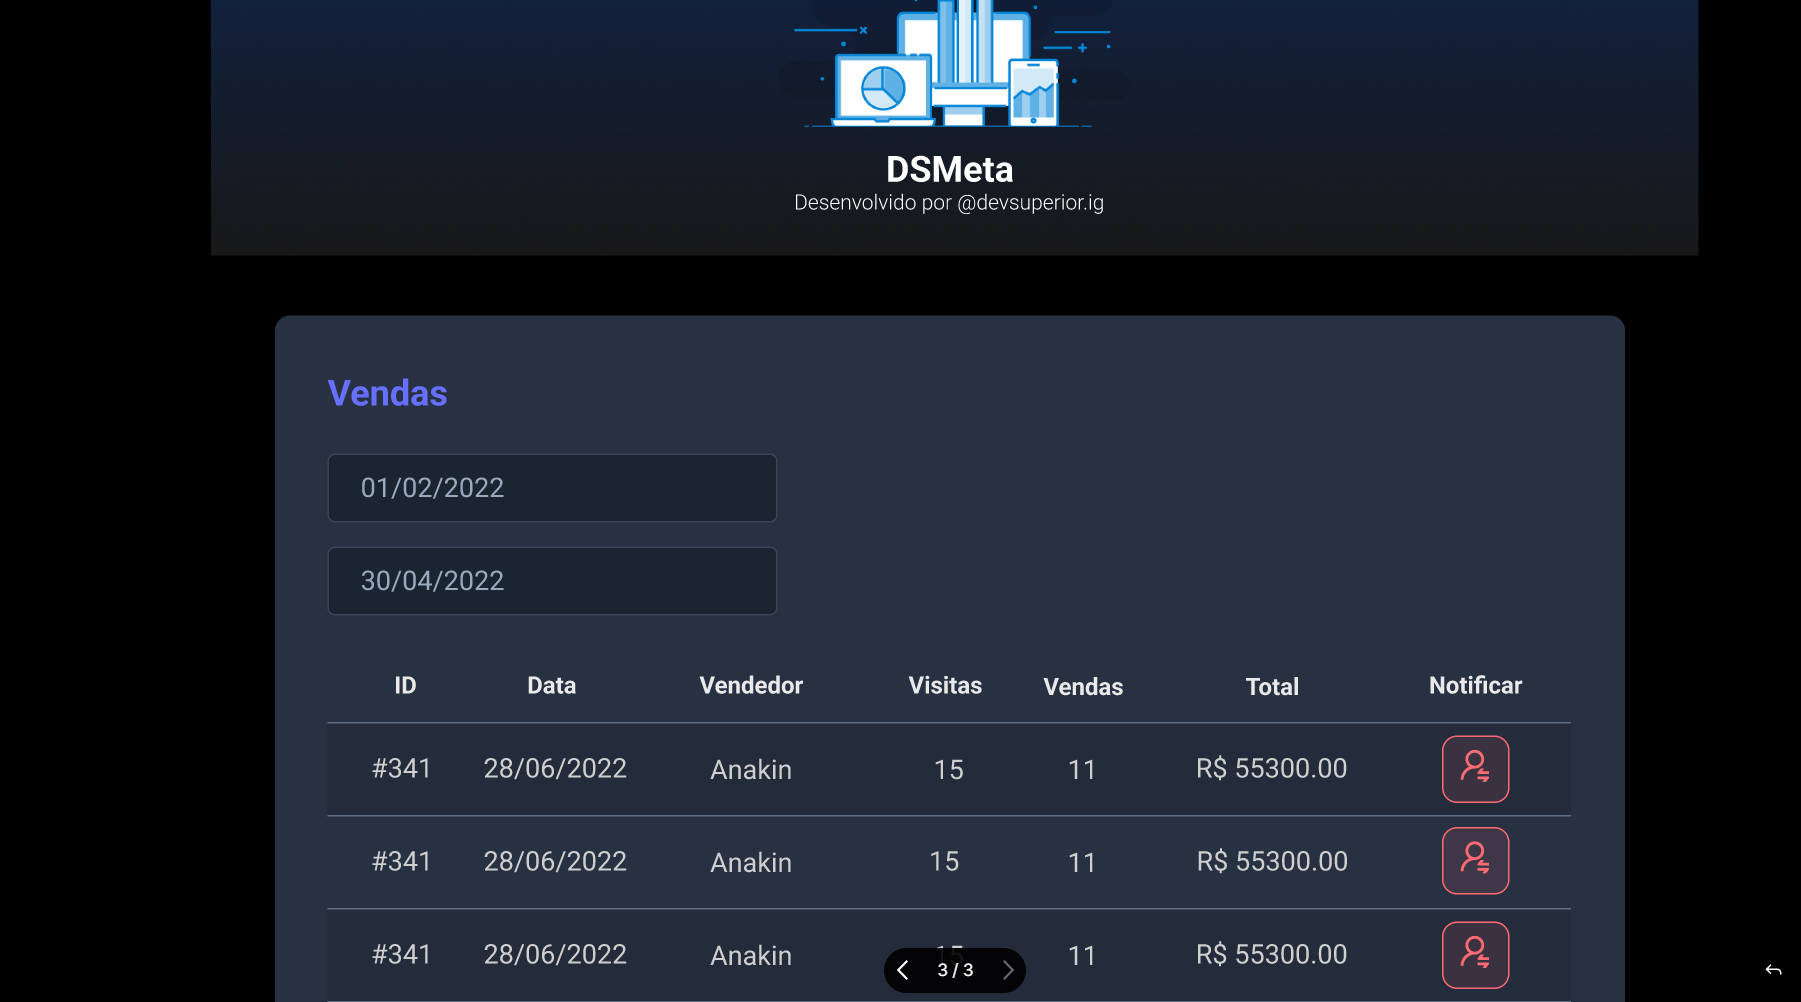 DSMeta
Desenvolvido por @devsuperior.ig
Vendas
01/02/2022
30/04/2022
ID Data Vendedor Visitas Vendas Total Notificar
#341 28/06/2022 Anakin 15 11 R$ 55300.00
#341 28/06/2022 Anakin 15 11 R$ 55300.00
#341 28/06/2022 Anakin 15 11 R$ 55300.00
3 / 3